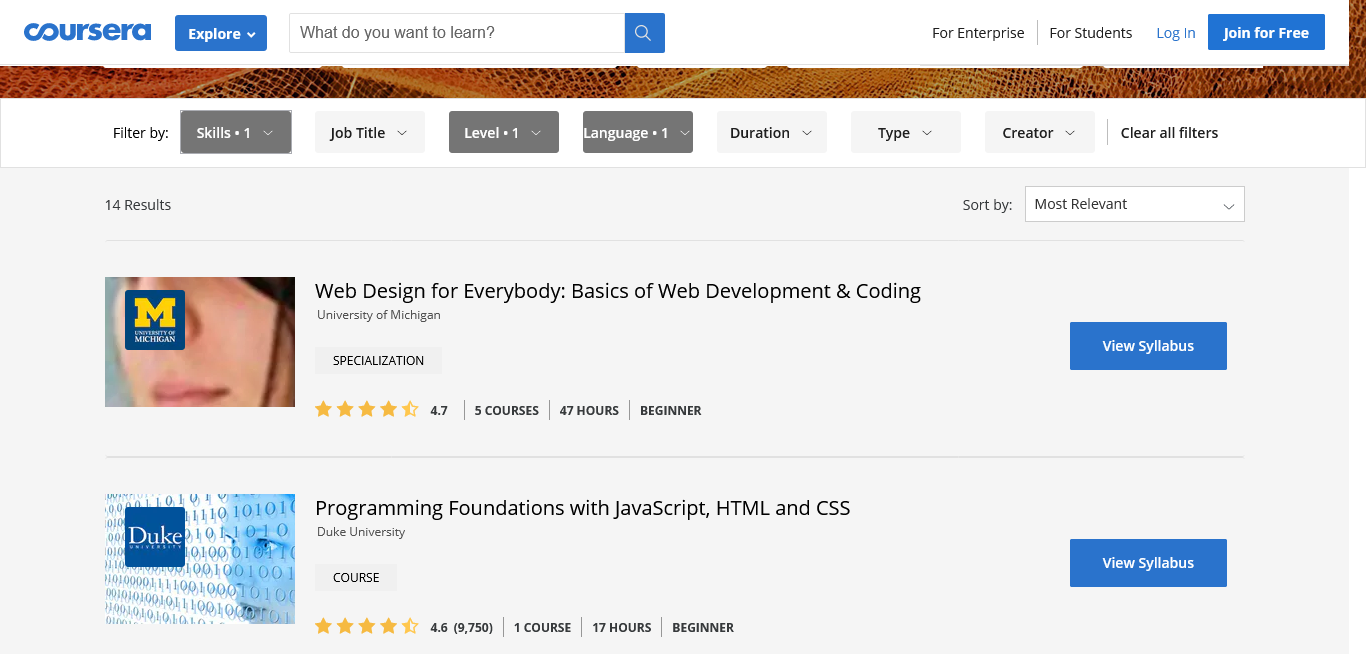 coursera
Explore
What do you want to learn?
For Enterprise
For Students
Log In
Join for Free
Filter by:
Skills • 1
Job Title
Level • 1
Language • 1
Duration
Type
Creator
Clear all filters
14 Results
Sort by:
Most Relevant
M
UNIVERSITY OF
MICHIGAN
Web Design for Everybody: Basics of Web Development & Coding
University of Michigan
SPECIALIZATION
4.7
5 COURSES
47 HOURS
BEGINNER
View Syllabus
Duke
UNIVERSITY
Programming Foundations with JavaScript, HTML and CSS
Duke University
COURSE
4.6 (9,750)
1 COURSE
17 HOURS
BEGINNER
View Syllabus